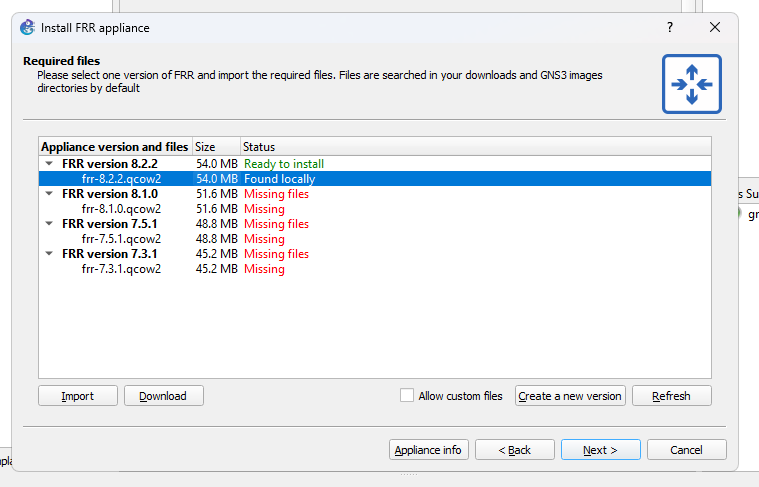 Install FRR appliance
?
Required files
Please select one version of FRR and import the required files. Files are searched in your downloads and GNS3 images
directories by default
Appliance version and files Size Status
FRR version 8.2.2 54.0 MB Ready to install
frr-8.2.2.qcow2 54.0 MB Found locally
FRR version 8.1.0 51.6 MB Missing files
frr-8.1.0.qcow2 51.6 MB Missing
FRR version 7.5.1 48.8 MB Missing files
frr-7.5.1.qcow2 48.8 MB Missing
FRR version 7.3.1 45.2 MB Missing files
frr-7.3.1.qcow2 45.2 MB Missing
Import Download Allow custom files Create a new version Refresh
Appliance info < Back Next > Cancel